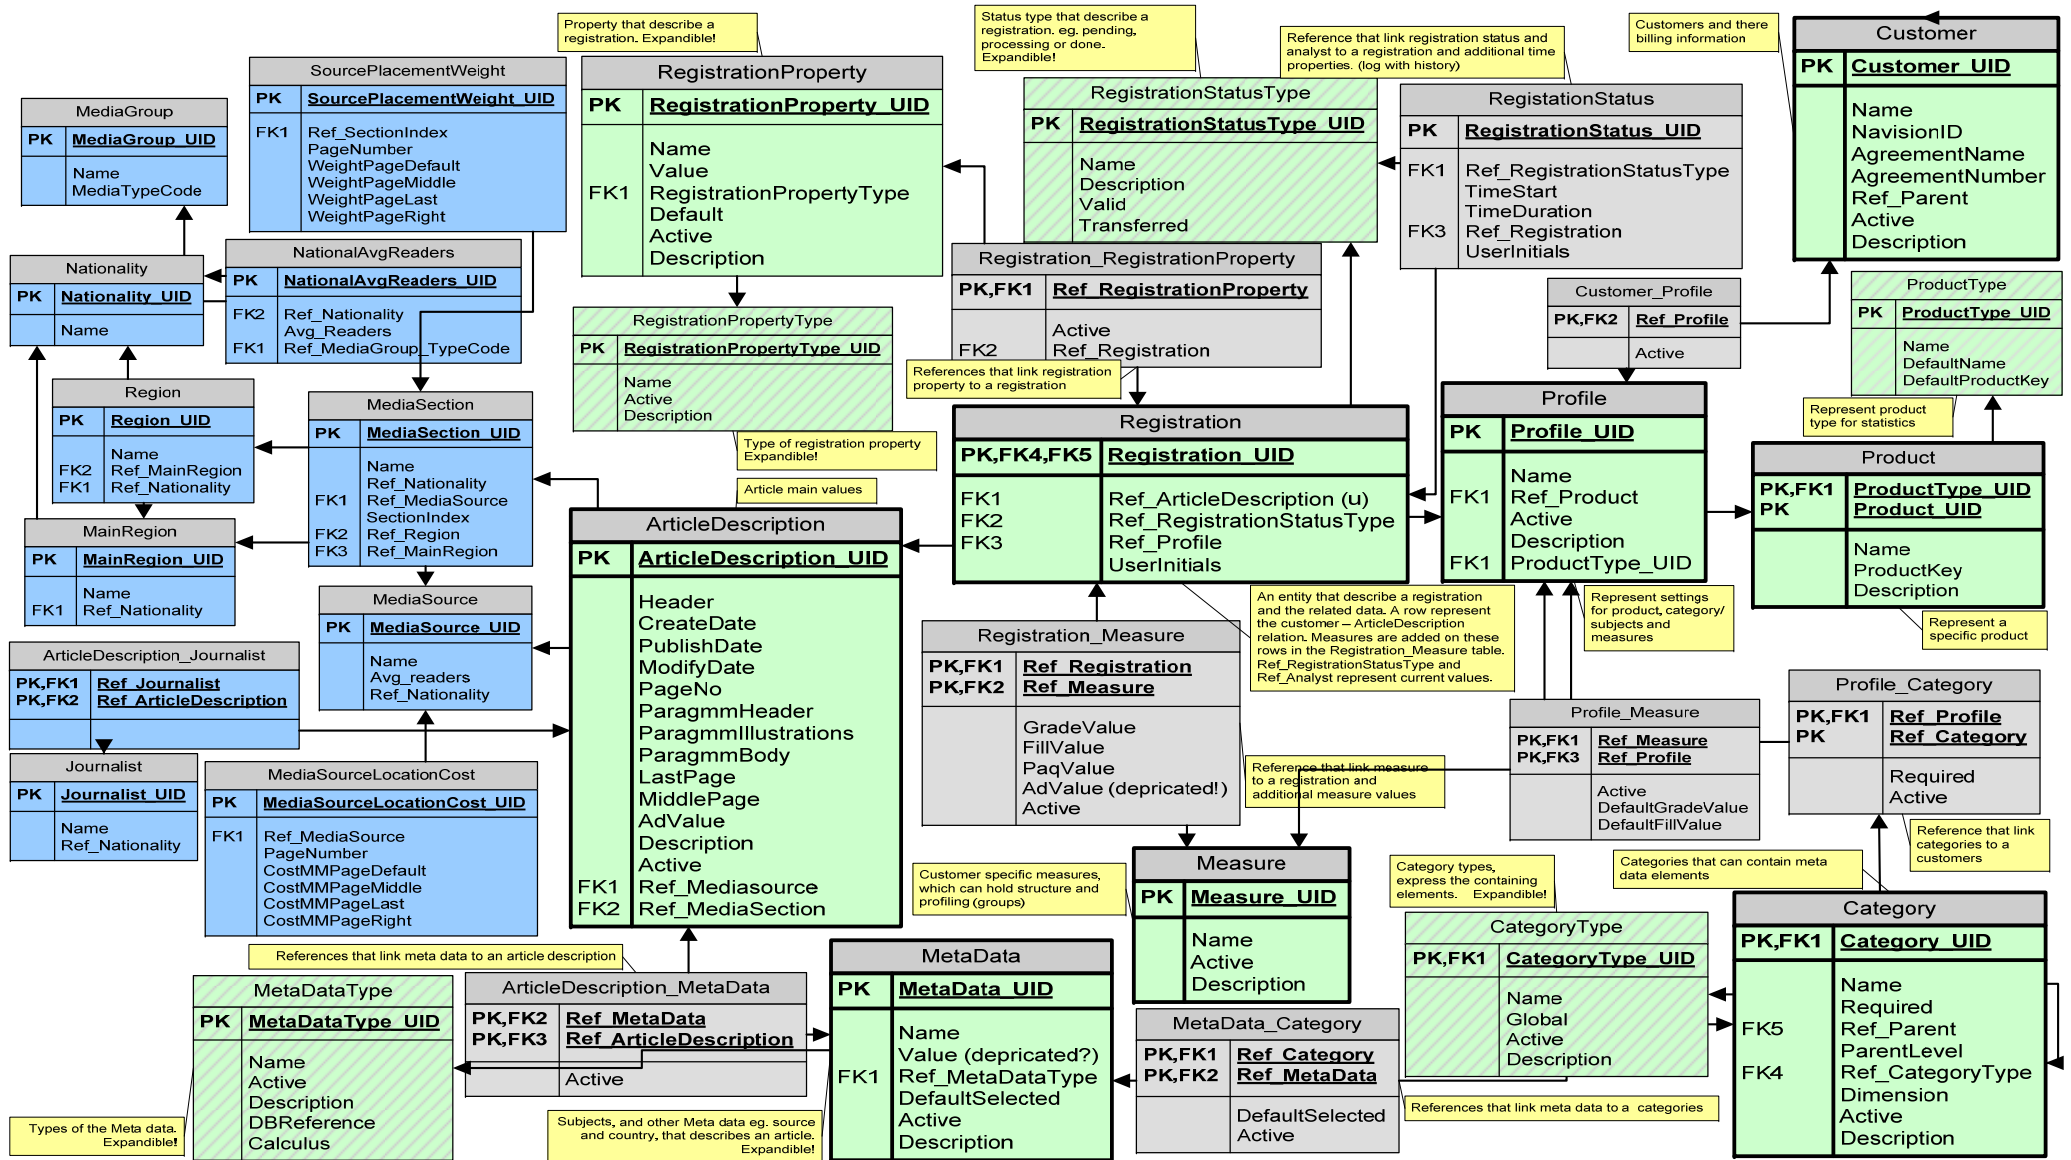 Property that describe a
registration. Expandible!
Status type that describe a
registration. eg. pending,
processing or done.
Expandible!
Reference that link registration status and
analyst to a registration and additional time
properties. (log with history)
Customers and there
billing information
Customer
PK Customer_UID
Name
NavisionID
AgreementName
AgreementNumber
Ref_Parent
Active
Description
SourcePlacementWeight
PK SourcePlacementWeight_UID
FK1 Ref_SectionIndex
PageNumber
WeightPageDefault
WeightPageMiddle
WeightPageLast
WeightPageRight
RegistrationProperty
PK RegistrationProperty_UID
Name
Value
FK1 RegistrationPropertyType
Default
Active
Description
RegistrationStatusType
PK RegistrationStatusType_UID
Name
Description
Valid
Transferred
RegistationStatus
PK RegistrationStatus_UID
FK1 Ref_RegistrationStatusType
TimeStart
TimeDuration
FK3 Ref_Registration
UserInitials
MediaGroup
PK MediaGroup_UID
Name
MediaTypeCode
Nationality
PK Nationality_UID
Name
NationalAvgReaders
PK NationalAvgReaders_UID
FK2 Ref_Nationality
Avg_Readers
FK1 Ref_MediaGroup_TypeCode
Registration_RegistrationProperty
PK,FK1 Ref_RegistrationProperty
Active
FK2 Ref_Registration
References that link registration
property to a registration
Customer_Profile
PK,FK2 Ref_Profile
Active
ProductType
PK ProductType_UID
Name
DefaultName
DefaultProductKey
Represent product
type for statistics
RegistrationPropertyType
PK RegistrationPropertyType_UID
Name
Active
Description
Type of registration property
Expandible!
Region
PK Region_UID
Name
FK2 Ref_MainRegion
FK1 Ref_Nationality
MediaSection
PK MediaSection_UID
Name
Ref_Nationality
FK1 Ref_MediaSource
SectionIndex
FK2 Ref_Region
FK3 Ref_MainRegion
Registration
PK,FK4,FK5 Registration_UID
FK1 Ref_ArticleDescription (u)
FK2 Ref_RegistrationStatusType
FK3 Ref_Profile
UserInitials
Profile
PK Profile_UID
Name
FK1 Ref_Product
Active
Description
FK1 ProductType_UID
Product
PK,FK1 ProductType_UID
PK Product_UID
Name
ProductKey
Description
Represent a
specific product
Article main values
ArticleDescription
PK ArticleDescription_UID
Header
CreateDate
PublishDate
ModifyDate
PageNo
ParagmmHeader
ParagmmIllustrations
ParagmmBody
LastPage
MiddlePage
AdValue
Description
Active
FK1 Ref_Mediasource
FK2 Ref_MediaSection
MainRegion
PK MainRegion_UID
Name
FK1 Ref_Nationality
MediaSource
PK MediaSource_UID
Name
Avg_readers
Ref_Nationality
An entity that describe a registration
and the related data. A row represent
the customer – ArticleDescription
relation. Measures are added on these
rows in the Registration_Measure table.
Ref_RegistrationStatusType and
Ref_Analyst represent current values.
Represent settings
for product, category/
subjects and
measures
ArticleDescription_Journalist
PK,FK1 Ref_Journalist
PK,FK2 Ref_ArticleDescription
Registration_Measure
PK,FK1 Ref_Registration
PK,FK2 Ref_Measure
GradeValue
FillValue
PaqValue
AdValue (depricated!)
Active
Reference that link measure
to a registration and
additional measure values
Profile_Measure
PK,FK1 Ref_Measure
PK,FK3 Ref_Profile
Active
DefaultGradeValue
DefaultFillValue
Profile_Category
PK,FK1 Ref_Profile
PK Ref_Category
Required
Active
Reference that link
categories to a
customers
Journalist
PK Journalist_UID
Name
Ref_Nationality
MediaSourceLocationCost
PK MediaSourceLocationCost_UID
FK1 Ref_MediaSource
PageNumber
CostMMPageDefault
CostMMPageMiddle
CostMMPageLast
CostMMPageRight
Customer specific measures,
which can hold structure and
profiling (groups)
Measure
PK Measure_UID
Name
Active
Description
Category types,
express the containing
elements. Expandible!
Categories that can contain meta
data elements
CategoryType
PK,FK1 CategoryType_UID
Name
Global
Active
Description
Category
PK,FK1 Category_UID
Name
Required
FK5 Ref_Parent
ParentLevel
FK4 Ref_CategoryType
Dimension
Active
Description
References that link meta data to an article description
MetaDataType
PK MetaDataType_UID
Name
Active
Description
DBReference
Calculus
Types of the Meta data.
Expandible!
ArticleDescription_MetaData
PK,FK2 Ref_MetaData
PK,FK3 Ref_ArticleDescription
Active
MetaData
PK MetaData_UID
Name
Value (depricated?)
FK1 Ref_MetaDataType
DefaultSelected
Active
Description
Subjects, and other Meta data eg. source
and country, that describes an article.
Expandible!
MetaData_Category
PK,FK1 Ref_Category
PK,FK2 Ref_MetaData
DefaultSelected
Active
References that link meta data to a categories